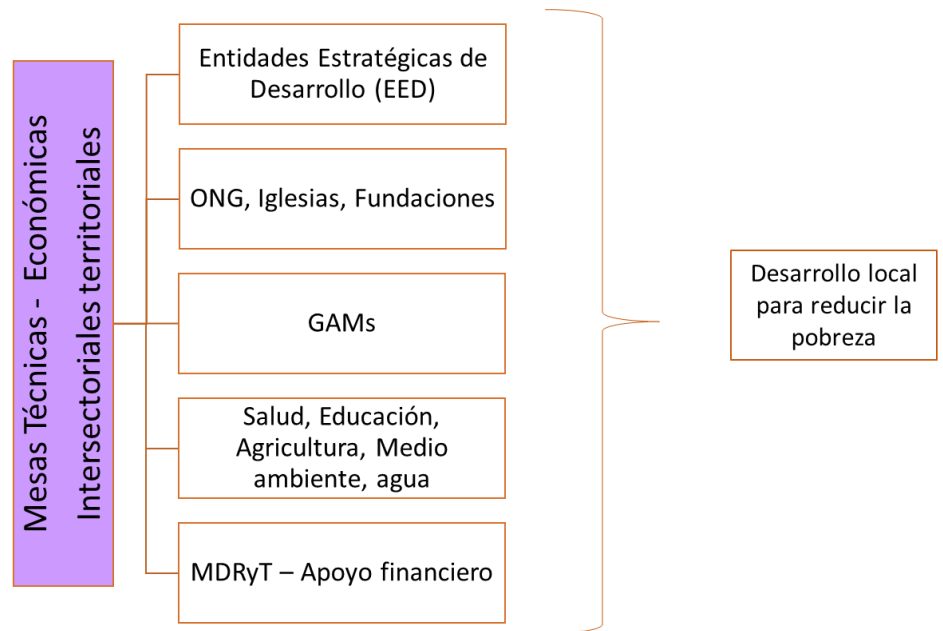 Mesas Técnicas - Económicas
Intersectoriales territoriales
Entidades Estratégicas de
Desarrollo (EED)
ONG, Iglesias, Fundaciones
GAMs
Salud, Educación,
Agricultura, Medio
ambiente, agua
MDRyT – Apoyo financiero
Desarrollo local
para reducir la
pobreza